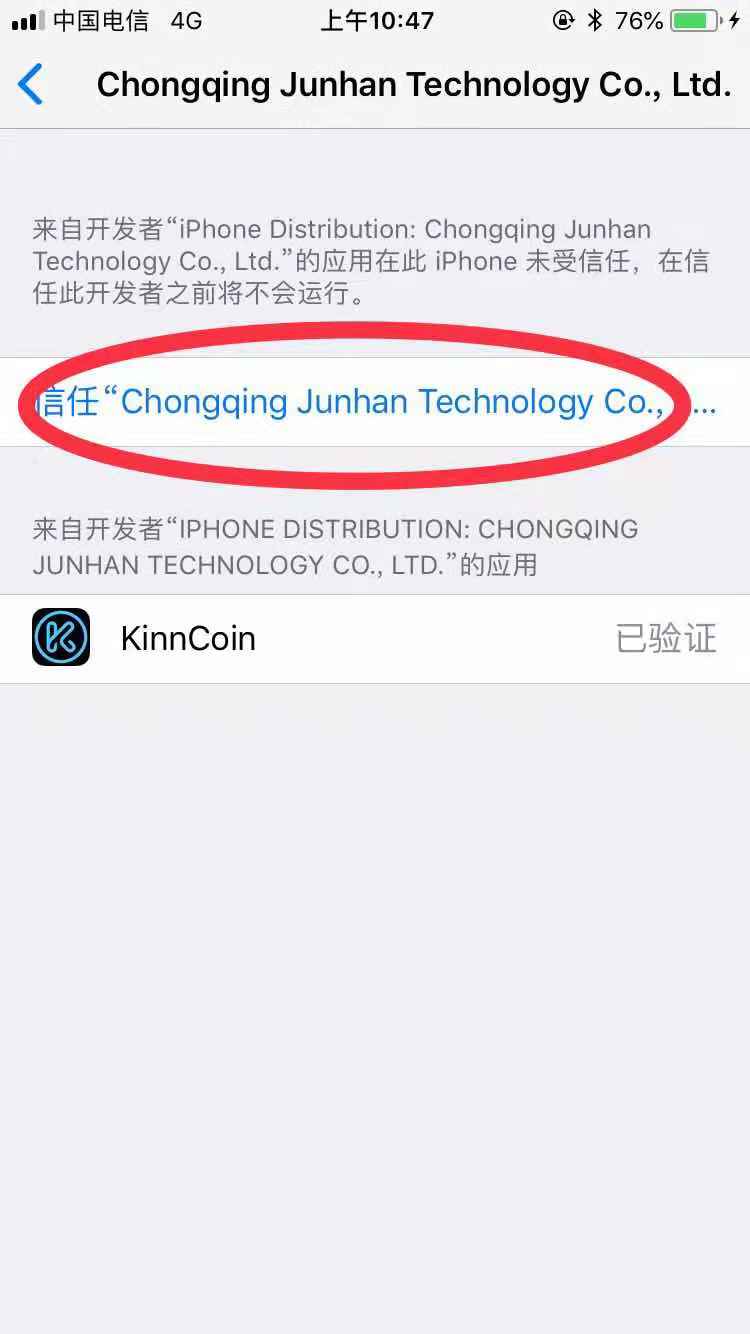 中国电信 4G 上午10:47 76%
Chongqing Junhan Technology Co., Ltd.
来自开发者“iPhone Distribution: Chongqing Junhan
Technology Co., Ltd.”的应用在此 iPhone 未受信任，在信
任此开发者之前将不会运行。
信任“Chongqing Junhan Technology Co., ...
来自开发者“IPHONE DISTRIBUTION: CHONGQING
JUNHAN TECHNOLOGY CO., LTD.”的应用
KinnCoin 已验证